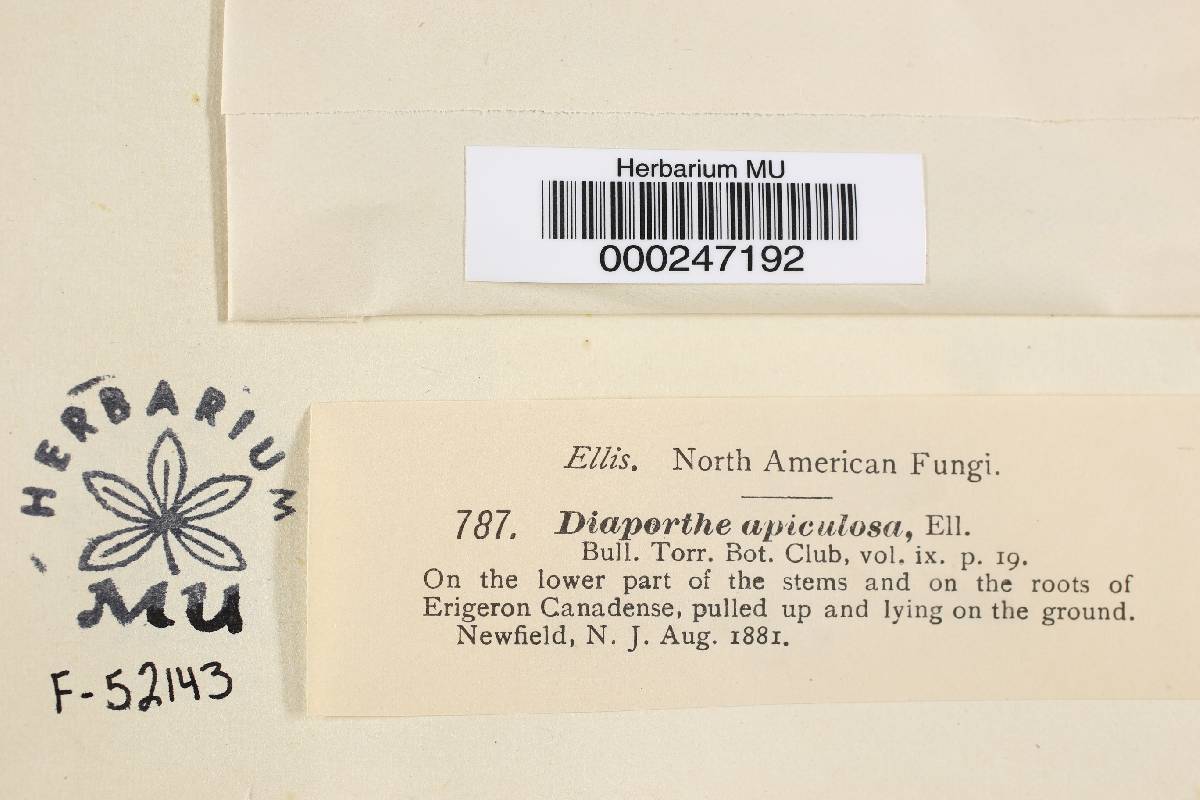 Herbarium MU
000247192
HERBARIUM
MU
F-52143
Ellis. North American Fungi.
787. Diaporthe apiculosa, Ell.
Bull. Torr. Bot. Club, vol. ix. p. 19.
On the lower part of the stems and on the roots of
Erigeron Canadense, pulled up and lying on the ground.
Newfield, N. J. Aug. 1881.